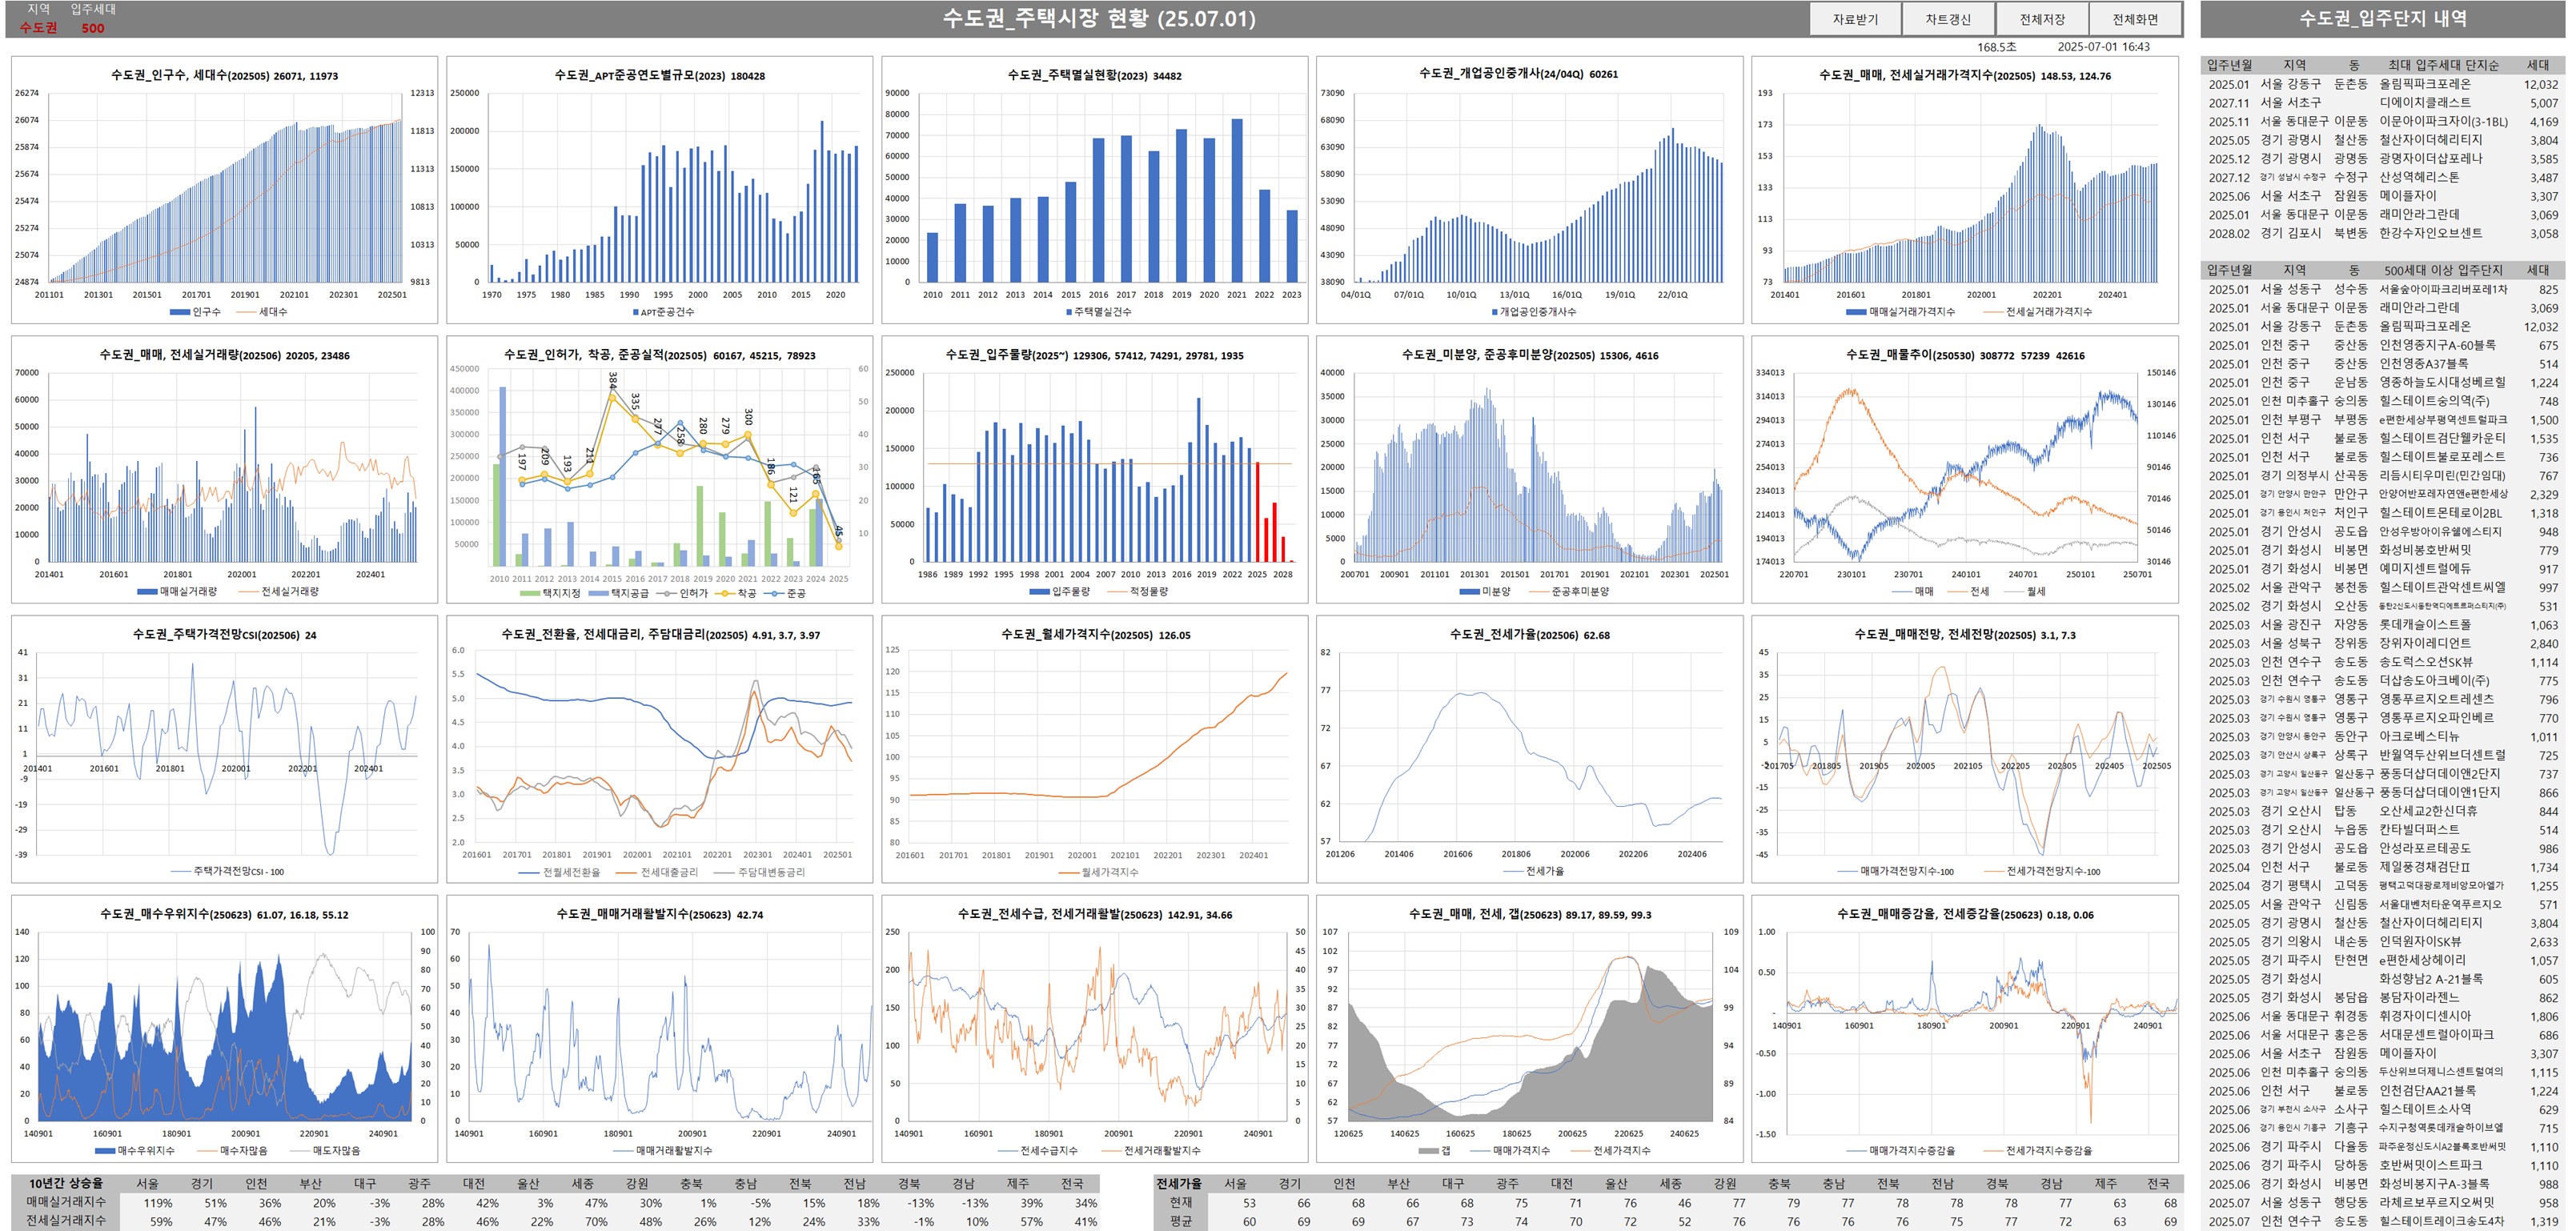 지역 입주세대
수도권 500
수도권_주택시장 현황 (25.07.01)
자료받기 차트갱신 전체저장 전체화면
168.5초 2025-07-01 16:43
수도권_인구수, 세대수(202505) 26071, 11973
인구수 세대수
수도권_APT준공연도별규모(2023) 180428
APT준공건수
수도권_주택멸실현황(2023) 34482
주택멸실건수
수도권_개업공인중개사(24/04Q) 60261
개업공인중개사수
수도권_매매, 전세실거래가격지수(202505) 148.53, 124.76
매매실거래가격지수 전세실거래가격지수
수도권_매매, 전세실거래량(202506) 20205, 23486
매매실거래량 전세실거래량
수도권_인허가, 착공, 준공실적(202505) 60167, 45215, 78923
택지지정 택지공급 인허가 착공 준공
수도권_입주물량(2025~) 129306, 57412, 74291, 29781, 1935
입주물량 적정물량
수도권_미분양, 준공후미분양(202505) 15306, 4616
미분양 준공후미분양
수도권_매물추이(250530) 308772 57239 42616
매매 전세 월세
수도권_주택가격전망CSI(202506) 24
주택가격전망CSI - 100
수도권_전환율, 전세대금리, 주담대금리(202505) 4.91, 3.7, 3.97
전월세전환율 전세대출금리 주담대변동금리
수도권_월세가격지수(202505) 126.05
월세가격지수
수도권_전세가율(202506) 62.68
전세가율
수도권_매매전망, 전세전망(202505) 3.1, 7.3
매매가격전망지수-100 전세가격전망지수-100
수도권_매수우위지수(250623) 61.07, 16.18, 55.12
매수우위지수 매수자많음 매도자많음
수도권_매매거래활발지수(250623) 42.74
매매거래활발지수
수도권_전세수급, 전세거래활발(250623) 142.91, 34.66
전세수급지수 전세거래활발지수
수도권_매매, 전세, 갭(250623) 89.17, 89.59, 99.3
갭 매매가격지수 전세가격지수
수도권_매매증감율, 전세증감율(250623) 0.18, 0.06
매매가격지수증감율 전세가격지수증감율
10년간 상승율 서울 경기 인천 부산 대구 광주 대전 울산 세종 강원 충북 충남 전북 전남 경북 경남 제주 전국
매매실거래지수 119% 51% 36% 20% -3% 28% 42% 3% 47% 30% 1% -5% 15% 18% -13% -13% 39% 34%
전세실거래지수 59% 47% 46% 21% -3% 28% 46% 22% 70% 48% 26% 12% 24% 33% -1% 10% 57% 41%
전세가율 서울 경기 인천 부산 대구 광주 대전 울산 세종 강원 충북 충남 전북 전남 경북 경남 제주 전국
현재 53 66 68 66 68 75 71 76 46 77 79 77 78 78 78 77 63 68
평균 60 69 69 67 73 74 70 72 52 76 76 76 76 75 77 72 63 69
수도권_입주단지 내역
입주년월 지역 동 최대 입주세대 단지순 세대
2025.01 서울 강동구 둔촌동 올림픽파크포레온 12,032
2027.11 서울 서초구 디에이치클래스트 5,007
2025.11 서울 동대문구 이문동 이문아이파크자이(3-1BL) 4,169
2025.05 경기 광명시 철산동 철산자이더헤리티지 3,804
2025.12 경기 광명시 광명동 광명자이더샵포레나 3,585
2027.12 경기 성남시 수정구 수정구 산성역헤리스톤 3,487
2025.06 서울 서초구 잠원동 메이플자이 3,307
2025.01 서울 동대문구 이문동 래미안라그란데 3,069
2028.02 경기 김포시 북변동 한강수자인오브센트 3,058
입주년월 지역 동 500세대 이상 입주단지 세대
2025.01 서울 성동구 성수동 서울숲아이파크리버포레1차 825
2025.01 서울 동대문구 이문동 래미안라그란데 3,069
2025.01 서울 강동구 둔촌동 올림픽파크포레온 12,032
2025.01 인천 중구 중산동 인천영종지구A-60블록 675
2025.01 인천 중구 중산동 인천영종A37블록 514
2025.01 인천 중구 운남동 영종하늘도시대성베르힐 1,224
2025.01 인천 미추홀구 숭의동 힐스테이트숭의역(주) 748
2025.01 인천 부평구 부평동 e편한세상부평역센트럴파크 1,500
2025.01 인천 서구 불로동 힐스테이트검단웰카운티 1,535
2025.01 인천 서구 불로동 힐스테이트불로포레스트 736
2025.01 경기 의정부시 산곡동 리듬시티우미린(민간임대) 767
2025.01 경기 안양시 만안구 만안구 안양어반포레자연앤e편한세상 2,329
2025.01 경기 용인시 처인구 처인구 힐스테이트몬테로이2BL 1,318
2025.01 경기 안성시 공도읍 안성우방아이유쉘에스티지 948
2025.01 경기 화성시 비봉면 화성비봉호반써밋 779
2025.01 경기 화성시 비봉면 예미지센트럴에듀 917
2025.02 서울 관악구 봉천동 힐스테이트관악센트씨엘 997
2025.02 경기 화성시 오산동 531
2025.03 서울 광진구 자양동 롯데캐슬이스트폴 1,063
2025.03 서울 성북구 장위동 장위자이레디언트 2,840
2025.03 인천 연수구 송도동 송도럭스오션SK뷰 1,114
2025.03 인천 연수구 송도동 더샵송도아크베이(주) 775
2025.03 경기 수원시 영통구 영통구 영통푸르지오트레센츠 796
2025.03 경기 수원시 영통구 영통구 영통푸르지오파인베르 770
2025.03 경기 안양시 동안구 동안구 아크로베스티뉴 1,011
2025.03 경기 안산시 상록구 상록구 반월역두산위브더센트럴 725
2025.03 경기 고양시 일산동구 일산동구 풍동더샵더데이앤2단지 737
2025.03 경기 고양시 일산동구 일산동구 풍동더샵더데이앤1단지 866
2025.03 경기 오산시 탑동 오산세교2한신더휴 844
2025.03 경기 오산시 누읍동 칸타빌더퍼스트 514
2025.03 경기 안성시 공도읍 안성라포르테공도 986
2025.04 인천 서구 불로동 제일풍경채검단Ⅱ 1,734
2025.04 경기 평택시 고덕동 평택고덕대광로제비앙모아엘가 1,255
2025.05 서울 관악구 신림동 서울대벤처타운역푸르지오 571
2025.05 경기 광명시 철산동 철산자이더헤리티지 3,804
2025.05 경기 의왕시 내손동 인덕원자이SK뷰 2,633
2025.05 경기 파주시 탄현면 e편한세상헤이리 1,057
2025.05 경기 화성시 화성향남2 A-21블록 605
2025.05 경기 화성시 봉담읍 봉담자이라젠느 862
2025.06 서울 동대문구 휘경동 휘경자이디센시아 1,806
2025.06 서울 서대문구 홍은동 서대문센트럴아이파크 686
2025.06 서울 서초구 잠원동 메이플자이 3,307
2025.06 인천 미추홀구 숭의동 두산위브더제니스센트럴여의 1,115
2025.06 인천 서구 불로동 인천검단AA21블록 1,224
2025.06 경기 부천시 소사구 소사구 힐스테이트소사역 629
2025.06 경기 용인시 기흥구 기흥구 수지구청역롯데캐슬하이브엘 715
2025.06 경기 파주시 다율동 파주운정신도시A2블록호반써밋 1,110
2025.06 경기 파주시 당하동 호반써밋이스트파크 1,110
2025.06 경기 화성시 비봉면 화성비봉지구A-3블록 988
2025.07 서울 성동구 행당동 라체르보푸르지오써밋 958
2025.07 인천 연수구 송도동 힐스테이트레이크송도4차 1,319